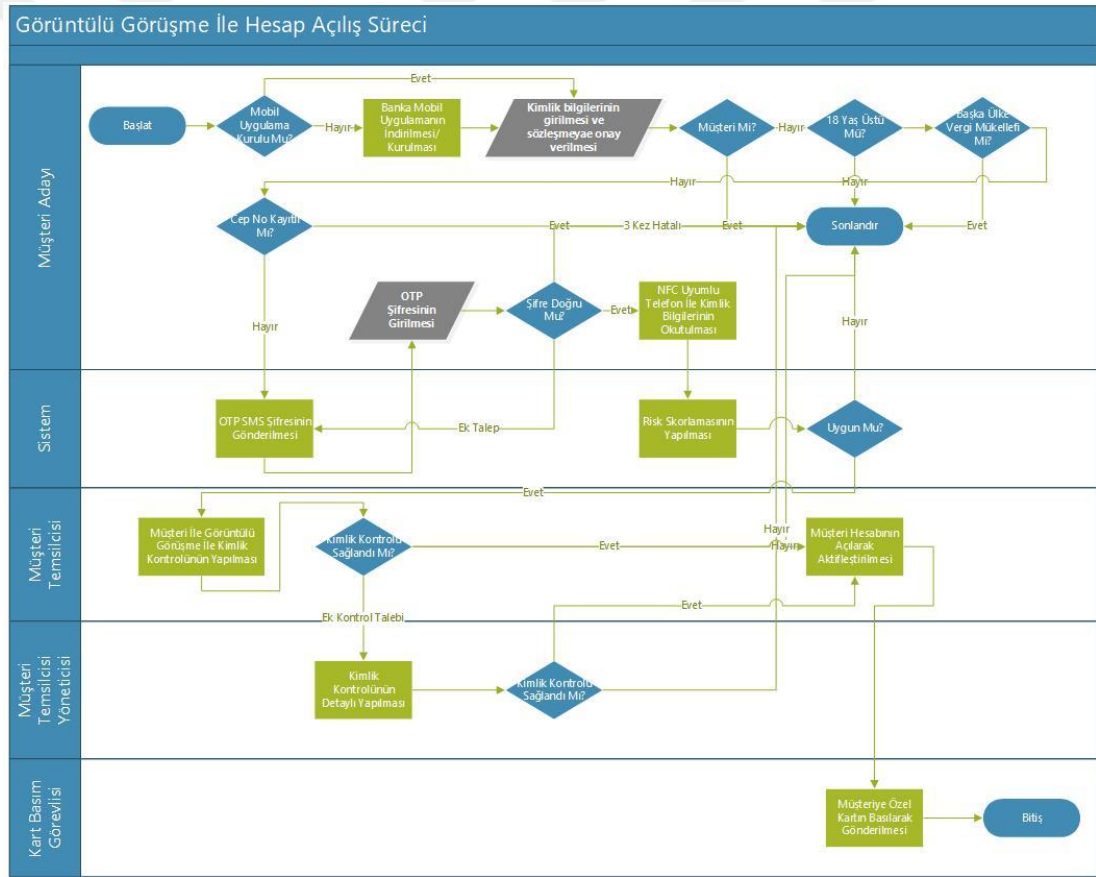 Görüntülü Görüşme İle Hesap Açılış Süreci
Müşteri Adayı
Evet
Başlat
Mobil
Uygulama
Kurulu Mu?
Hayır
Banka Mobil
Uygulamanın
İndirilmesi/
Kurulması
Kimlik bilgilerinin
girilmesi ve
sözleşmeyae onay
verilmesi
Müşteri Mi?
Hayır
18 Yaş Üstü
Mü?
Başka Ülke
Vergi Mükellefi
Mi?
Hayır
Hayır
Cep No Kayıtlı
Mı?
Evet
3 Kez Hatalı
Evet
Sonlandır
Evet
OTP
Şifresinin
Girilmesi
Şifre Doğru
Mu?
Evet
NFC Uyumlu
Telefon İle Kimlik
Bilgilerinin
Okutulması
Hayır
Hayır
Sistem
OTP SMS Şifresinin
Gönderilmesi
Ek Talep
Risk Skorlamasının
Yapılması
Uygun Mu?
Evet
Müşteri
Temsilcisi
Müşteri İle Görüntülü
Görüşme İle Kimlik
Kontrolünün Yapılması
Kimlik Kontrolü
Sağlandı Mı?
Evet
Hayır
Hayır
Müşteri Hesabının
Açılarak
Aktifleştirilmesi
Evet
Ek Kontrol Talebi
Müşteri
Temsilcisi
Yöneticisi
Kimlik
Kontrolünün
Detaylı Yapılması
Kimlik Kontrolü
Sağlandı Mı?
Kart Basım
Görevlisi
Müşteriye Özel
Kartın Basılarak
Gönderilmesi
Bitiş